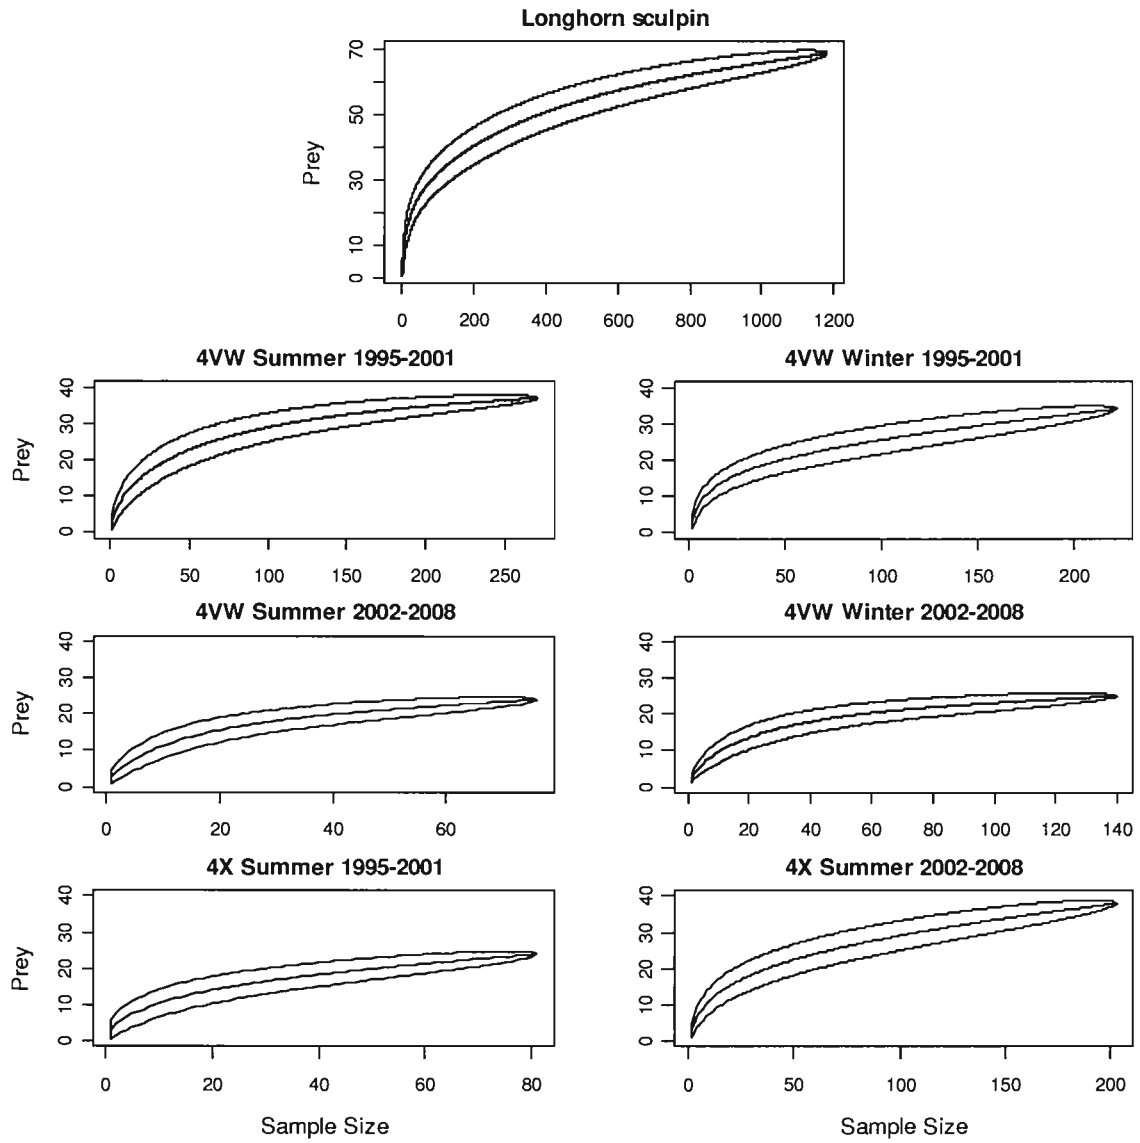 Longhorn sculpin
Prey
70
50
30
10
0
0 200 400 600 800 1000 1200
4VW Summer 1995-2001
Prey
40
30
20
10
0
0 50 100 150 200 250
4VW Winter 1995-2001
40
30
20
10
0
0 50 100 150 200
4VW Summer 2002-2008
Prey
40
30
20
10
0
0 20 40 60
4VW Winter 2002-2008
40
30
20
10
0
0 20 40 60 80 100 120 140
4X Summer 1995-2001
Prey
40
30
20
10
0
0 20 40 60 80
Sample Size
4X Summer 2002-2008
40
30
20
10
0
0 50 100 150 200
Sample Size